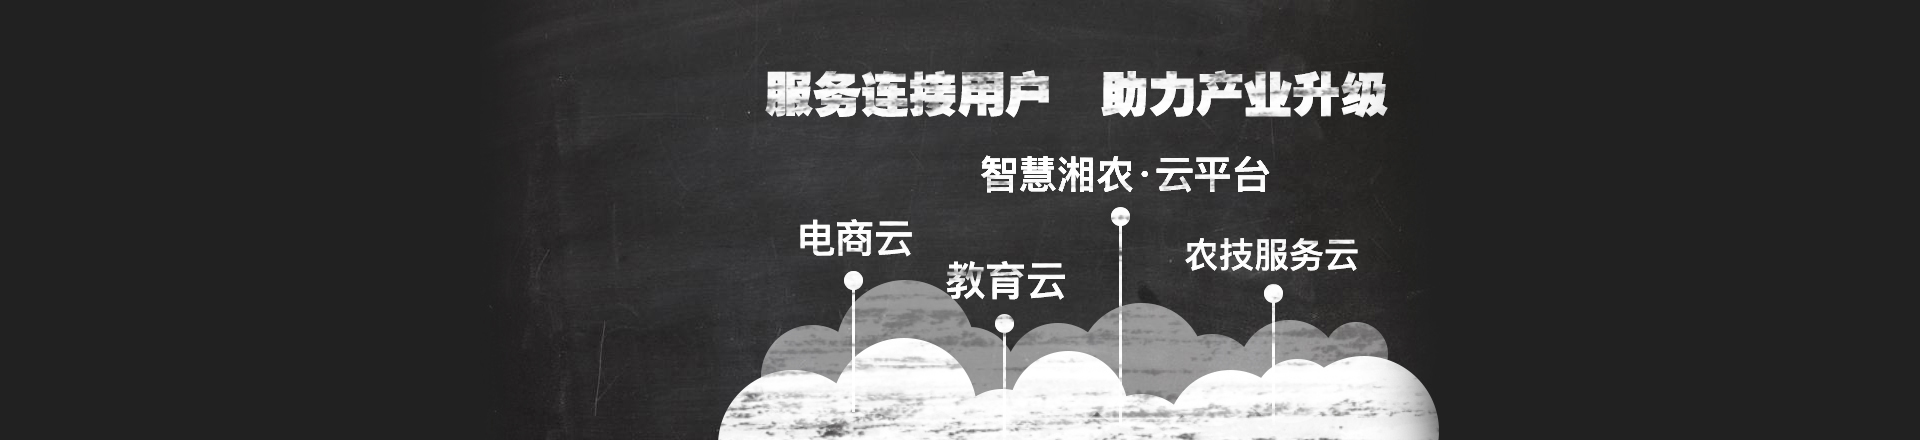 服务连接用户 助力产业升级
智慧湘农·云平台
电商云
教育云
农技服务云